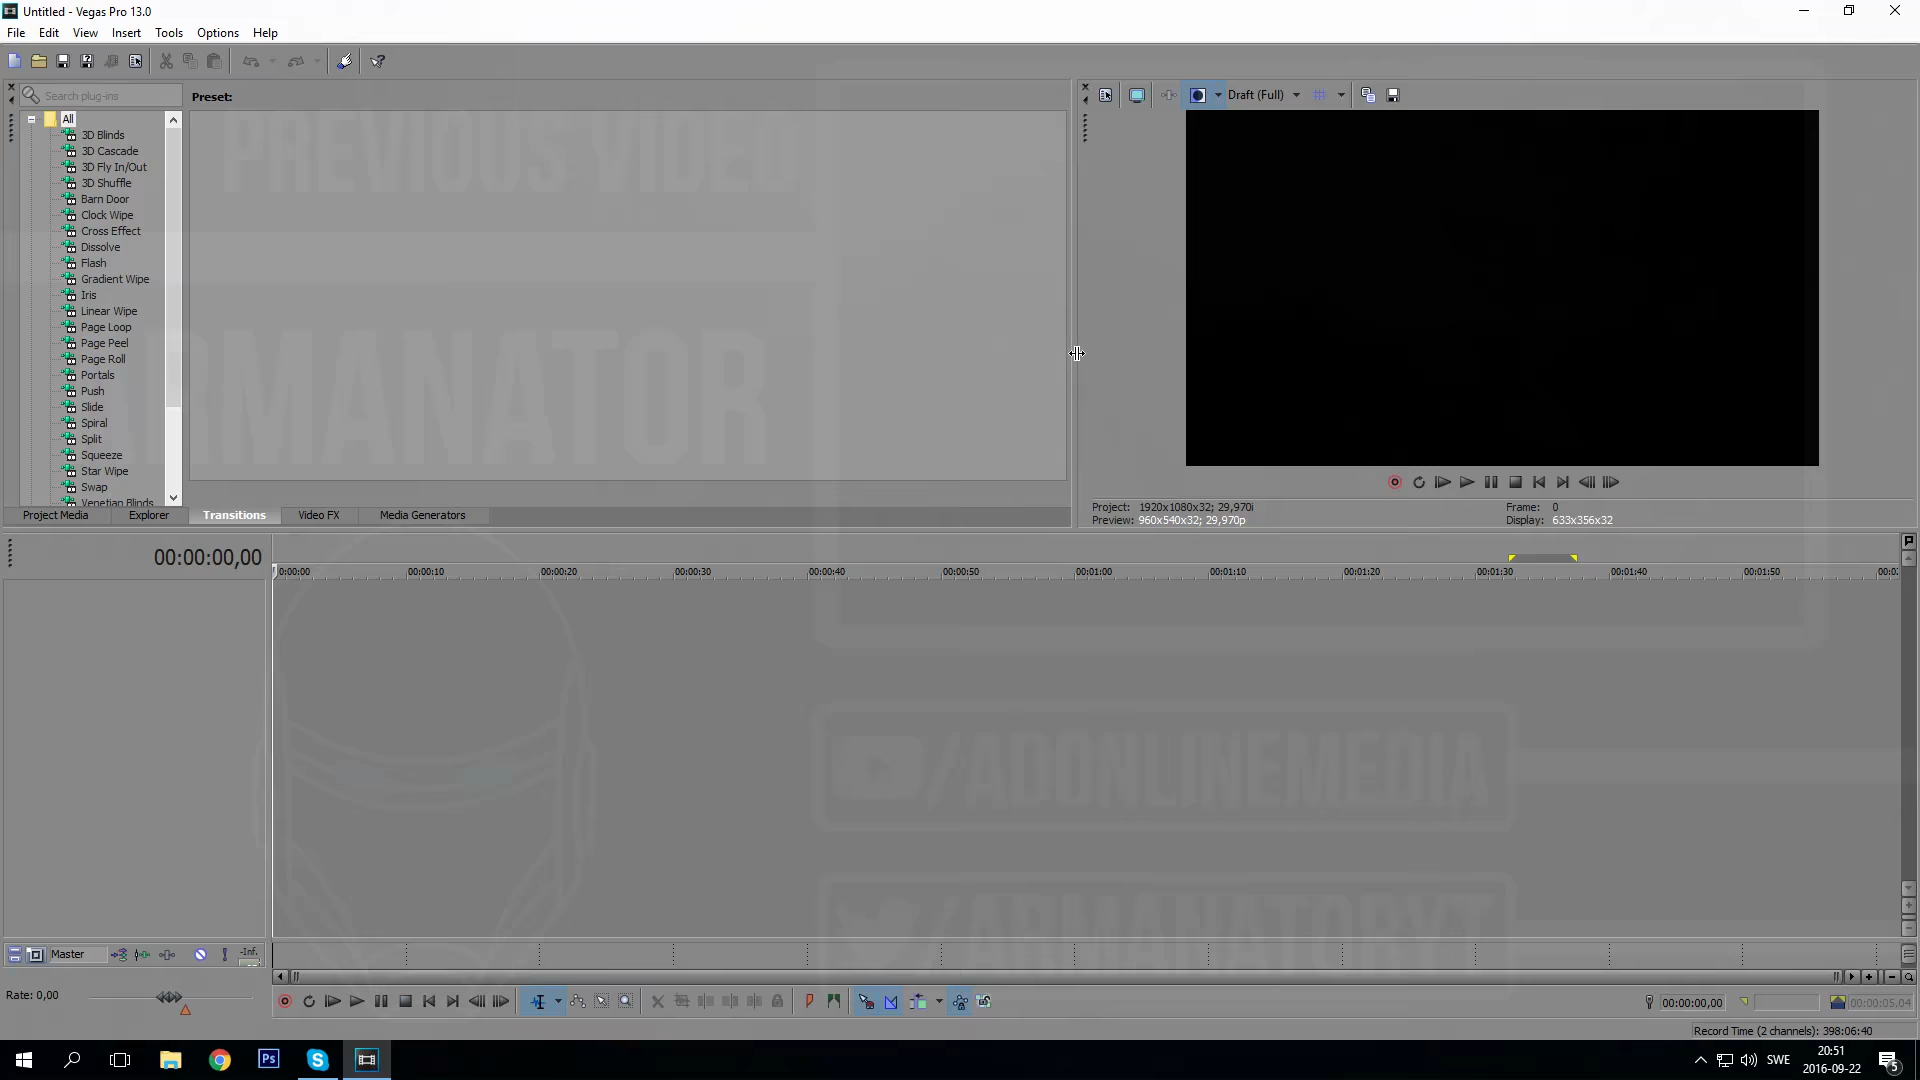 Untitled - Vegas Pro 13.0
File Edit View Insert Tools Options Help
Search plug-ins
Preset:
Draft (Full)
All
3D Blinds
3D Cascade
3D Fly In/Out
3D Shuffle
Barn Door
Clock Wipe
Cross Effect
Dissolve
Flash
Gradient Wipe
Iris
Linear Wipe
Page Loop
Page Peel
Page Roll
Portals
Push
Slide
Spiral
Split
Squeeze
Star Wipe
Swap
Venetian Blinds
PREVIOUS VIDE
ARMANATOR
Project Media Explorer Transitions Video FX Media Generators
Project: 1920x1080x32; 29,970i
Preview: 960x540x32; 29,970p
Frame: 0
Display: 633x356x32
00:00:00,00
0:00:00 00:00:10 00:00:20 00:00:30 00:00:40 00:00:50 00:01:00 00:01:10 00:01:20 00:01:30 00:01:40 00:01:50
/ADONLINEMEDIA
/ARMANATORYT
Master
-Inf.
Rate: 0,00
00:00:00,00
00:00:05,04
Record Time (2 channels): 398:06:40
Ps
SWE
20:51
2016-09-22
5